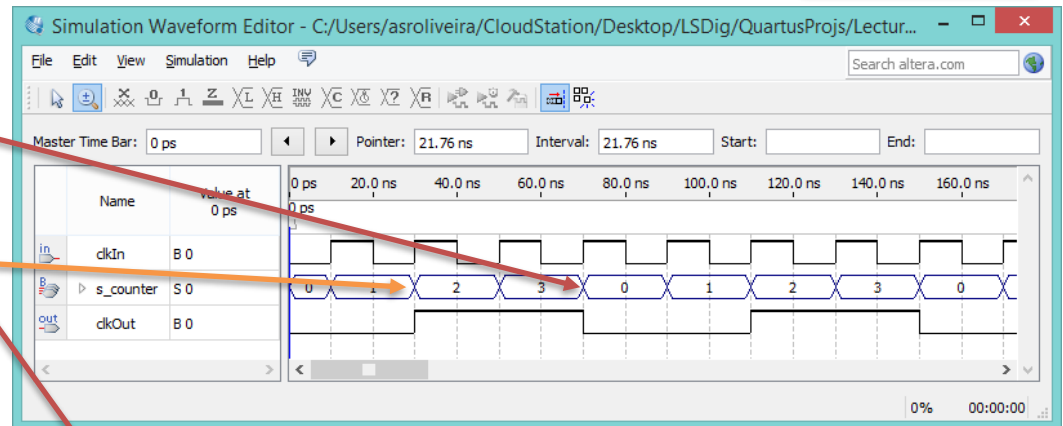 Simulation Waveform Editor - C:/Users/asroliveira/CloudStation/Desktop/LSDig/QuartusProjs/Lectur...
File Edit View Simulation Help Search altera.com
Master Time Bar: 0 ps Pointer: 21.76 ns Interval: 21.76 ns Start: End:
Name Value at 0 ps
0 ps 20.0 ns 40.0 ns 60.0 ns 80.0 ns 100.0 ns 120.0 ns 140.0 ns 160.0 ns
0 ps
in clkIn B 0
B s_counter S 0 0 1 2 3 0 1 2 3 0
out clkOut B 0
0% 00:00:00